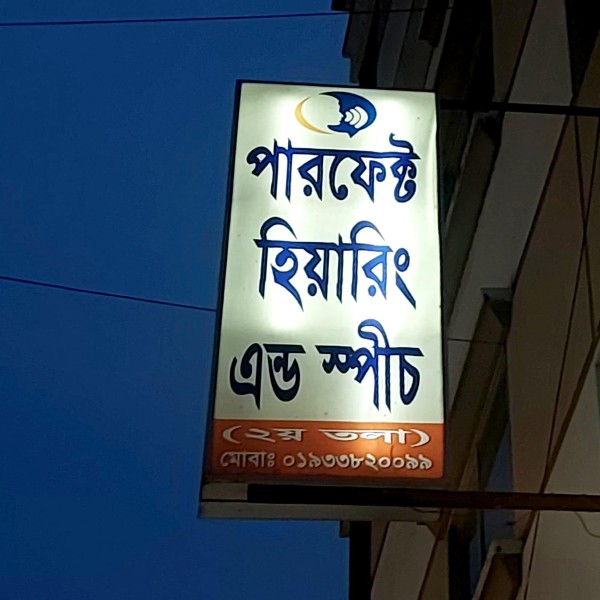 পারফেক্ট
হিয়ারিং
এন্ড স্পীচ
(২য় তলা)
মোবাঃ ০১৯৩৩৮২০০৯৯